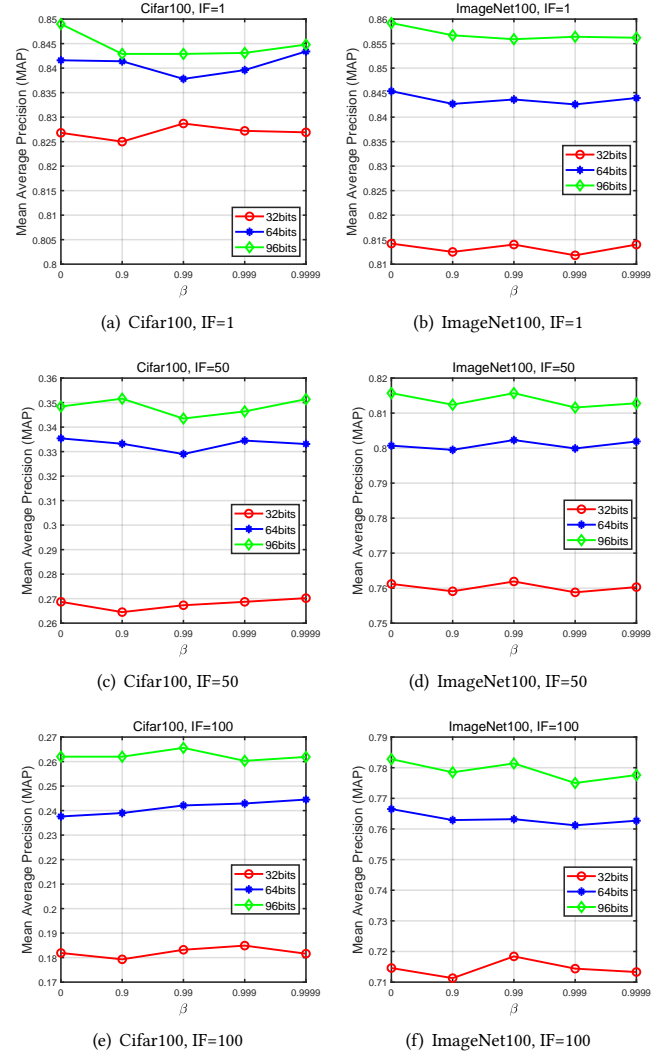 Cifar100, IF=1
Mean Average Precision (MAP)
0.85
0.845
0.84
0.835
0.83
0.825
0.82
0.815
0.81
0.805
0.8
32bits
64bits
96bits
0 0.9 0.99 0.999 0.9999
β
(a) Cifar100, IF=1
ImageNet100, IF=1
Mean Average Precision (MAP)
0.86
0.855
0.85
0.845
0.84
0.835
0.83
0.825
0.82
0.815
0.81
32bits
64bits
96bits
0 0.9 0.99 0.999 0.9999
β
(b) ImageNet100, IF=1
Cifar100, IF=50
Mean Average Precision (MAP)
0.36
0.35
0.34
0.33
0.32
0.31
0.3
0.29
0.28
0.27
0.26
32bits
64bits
96bits
0 0.9 0.99 0.999 0.9999
β
(c) Cifar100, IF=50
ImageNet100, IF=50
Mean Average Precision (MAP)
0.82
0.81
0.8
0.79
0.78
0.77
0.76
0.75
32bits
64bits
96bits
0 0.9 0.99 0.999 0.9999
β
(d) ImageNet100, IF=50
Cifar100, IF=100
Mean Average Precision (MAP)
0.27
0.26
0.25
0.24
0.23
0.22
0.21
0.2
0.19
0.18
0.17
32bits
64bits
96bits
0 0.9 0.99 0.999 0.9999
β
(e) Cifar100, IF=100
ImageNet100, IF=100
Mean Average Precision (MAP)
0.79
0.78
0.77
0.76
0.75
0.74
0.73
0.72
0.71
32bits
64bits
96bits
0 0.9 0.99 0.999 0.9999
β
(f) ImageNet100, IF=100